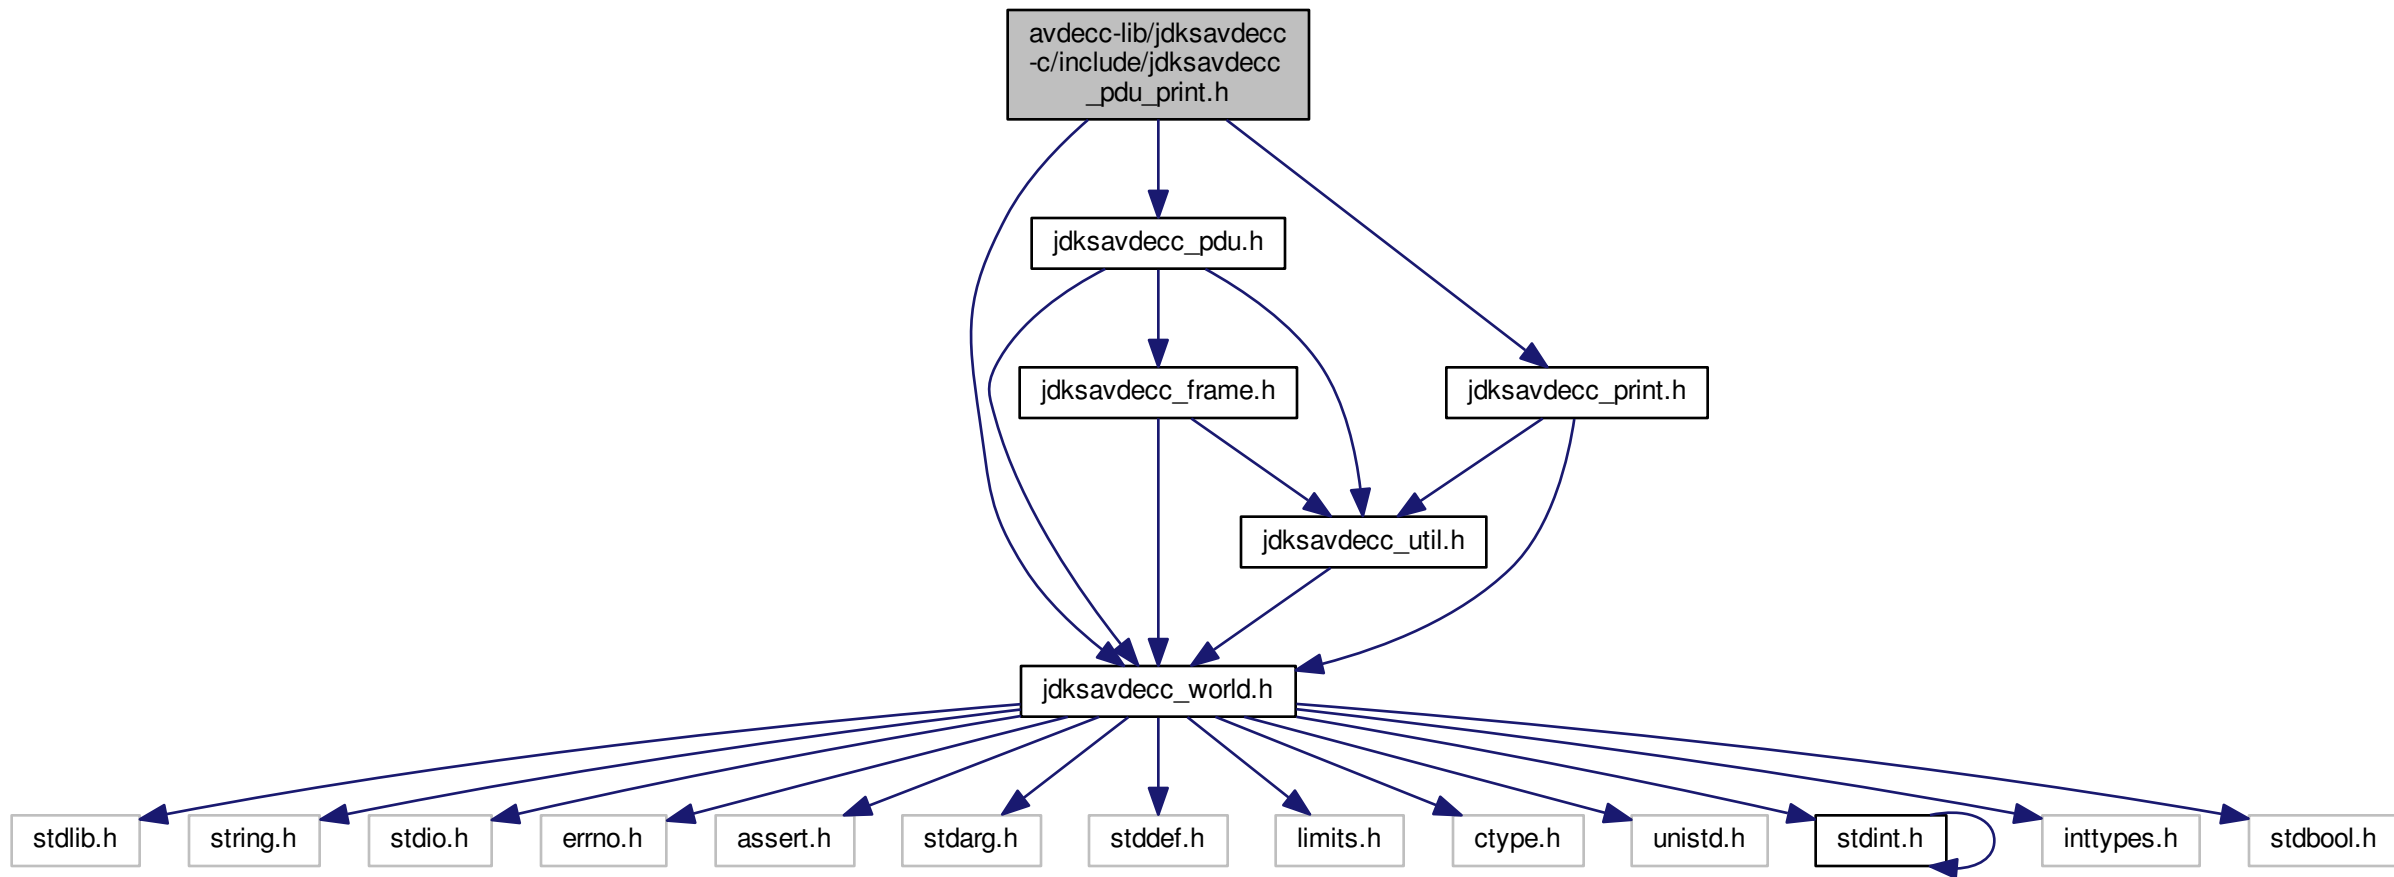 avdecc-lib/jdksavdecc
-c/include/jdksavdecc
_pdu_print.h
jdksavdecc_pdu.h
jdksavdecc_frame.h
jdksavdecc_print.h
jdksavdecc_util.h
jdksavdecc_world.h
stdlib.h
string.h
stdio.h
errno.h
assert.h
stdarg.h
stddef.h
limits.h
ctype.h
unistd.h
stdint.h
inttypes.h
stdbool.h